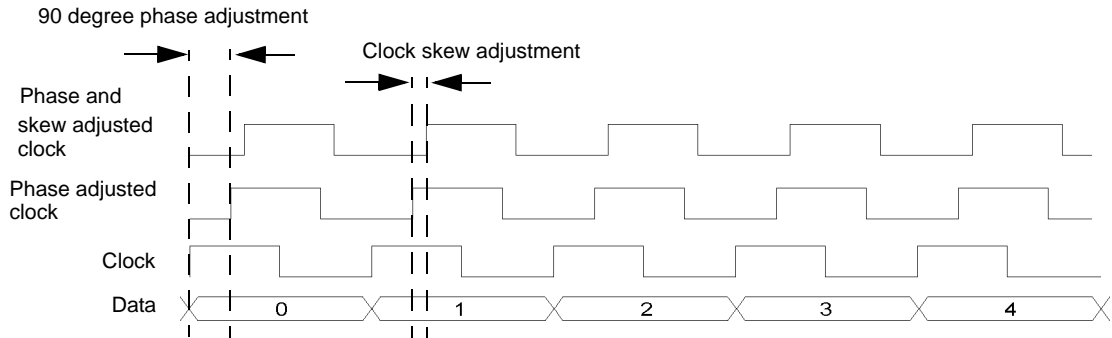 90 degree phase adjustment
Clock skew adjustment
Phase and
skew adjusted
clock
Phase adjusted
clock
Clock
Data
0 1 2 3 4